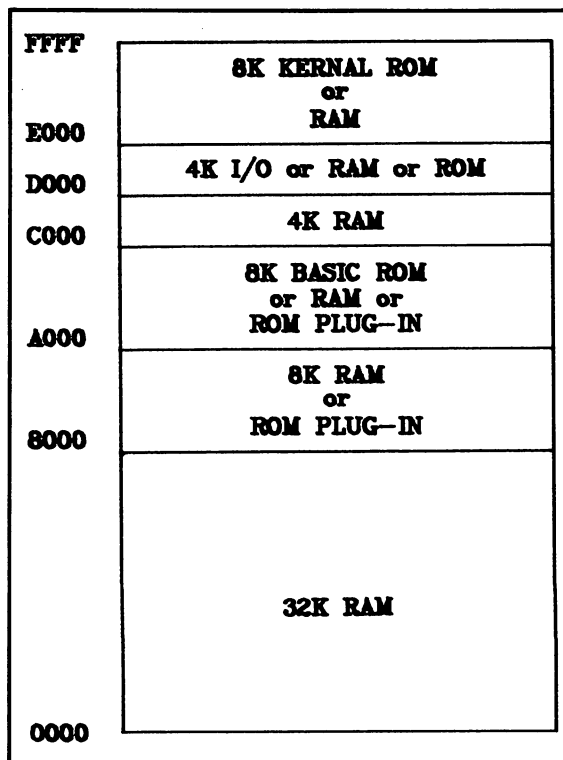 FFFF
8K KERNAL ROM
or
RAM
E000
4K I/O or RAM or ROM
D000
4K RAM
C000
8K BASIC ROM
or RAM or
ROM PLUG-IN
A000
8K RAM
or
ROM PLUG-IN
8000
32K RAM
0000